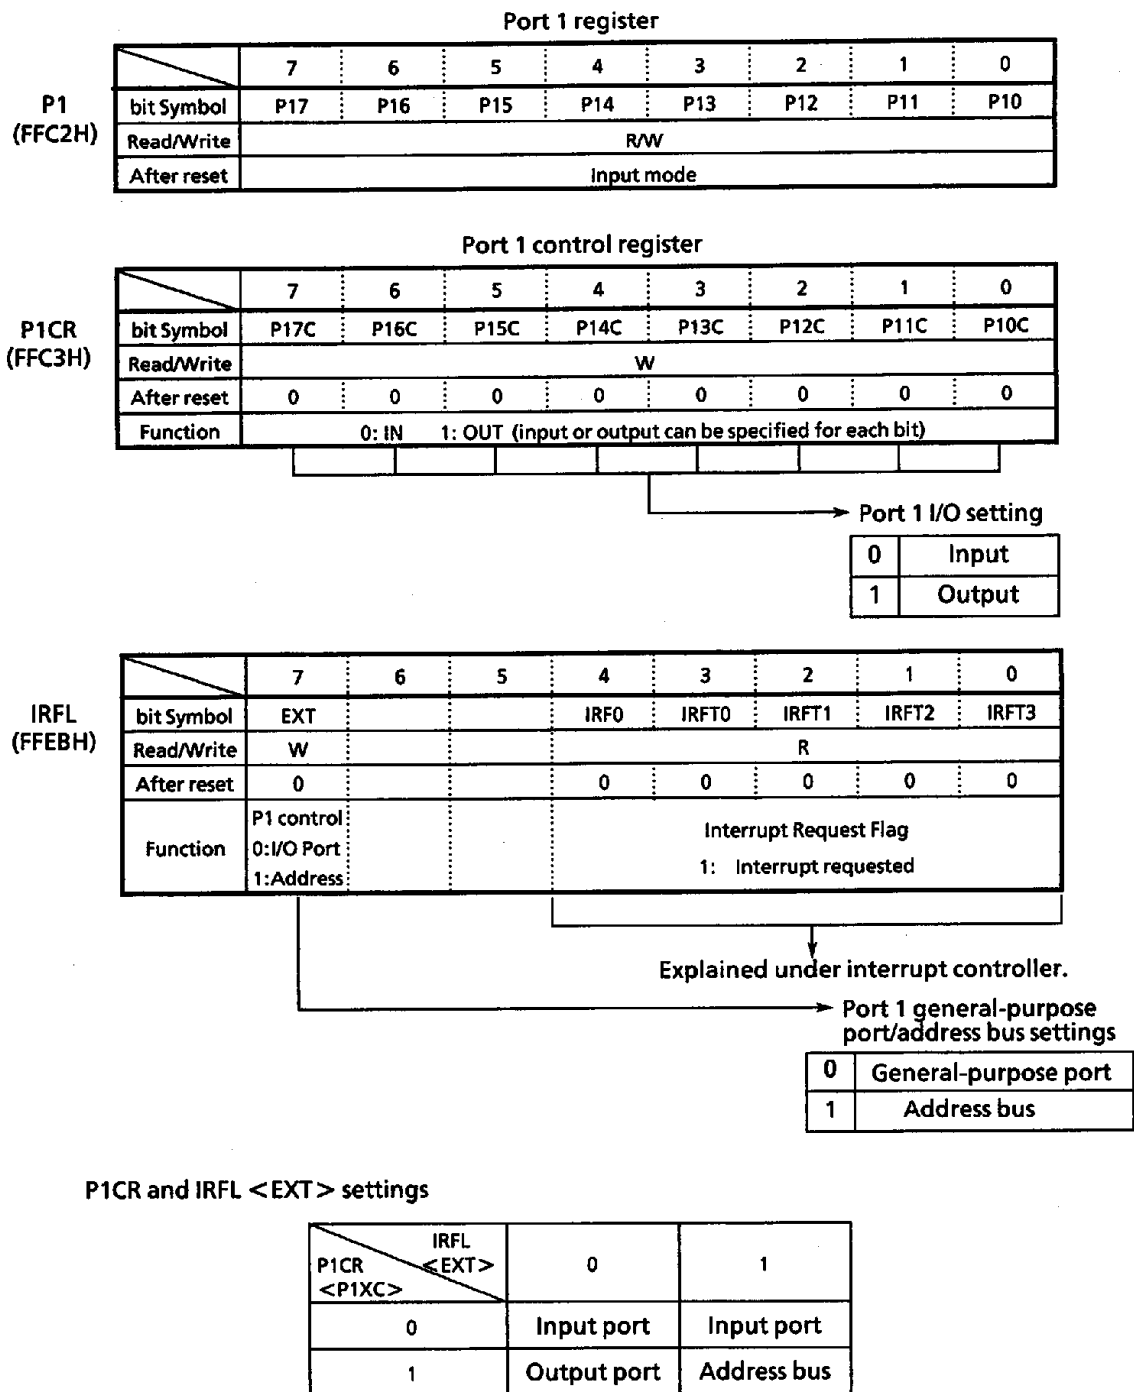 Port 1 register
7 6 5 4 3 2 1 0
P1
(FFC2H)
bit Symbol P17 P16 P15 P14 P13 P12 P11 P10
Read/Write R/W
After reset Input mode
Port 1 control register
7 6 5 4 3 2 1 0
P1CR
(FFC3H)
bit Symbol P17C P16C P15C P14C P13C P12C P11C P10C
Read/Write W
After reset 0 0 0 0 0 0 0 0
Function 0: IN 1: OUT (input or output can be specified for each bit)
Port 1 I/O setting
0 Input
1 Output
7 6 5 4 3 2 1 0
IRFL
(FFEBH)
bit Symbol EXT IRF0 IRFT0 IRFT1 IRFT2 IRFT3
Read/Write W R
After reset 0 0 0 0 0 0
Function
P1 control
0:I/O Port
1:Address
Interrupt Request Flag
1: Interrupt requested
Explained under interrupt controller.
Port 1 general-purpose
port/address bus settings
0 General-purpose port
1 Address bus
P1CR and IRFL <EXT> settings
IRFL
<EXT>
P1CR
<P1XC>
0 1
0 Input port Input port
1 Output port Address bus